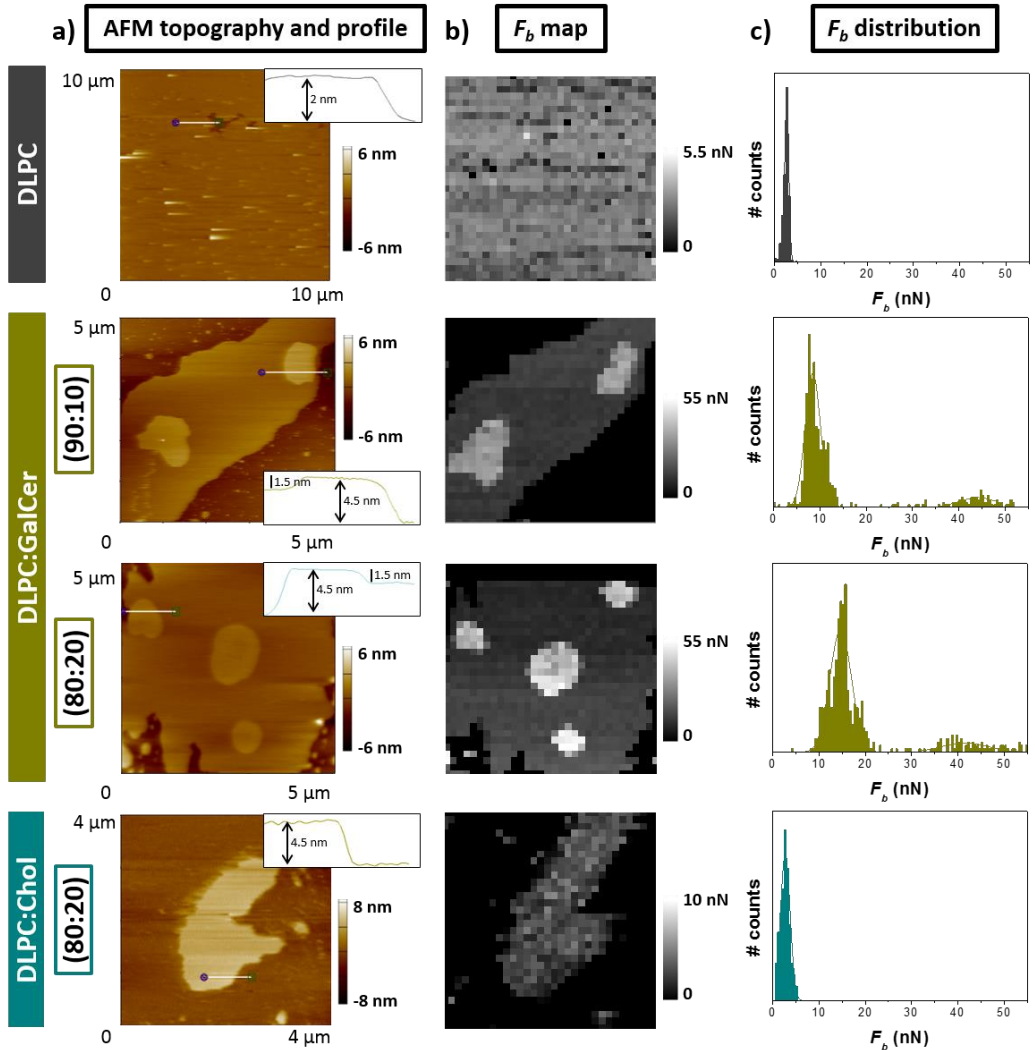 a) AFM topography and profile b) Fb map c) Fb distribution
DLPC
10 µm
2 nm
6 nm
-6 nm
0
10 µm
5.5 nN
0
# counts
0 10 20 30 40 50
Fb (nN)
DLPC:GalCer
(90:10)
5 µm
6 nm
-6 nm
1.5 nm
4.5 nm
0
5 µm
55 nN
0
# counts
0 10 20 30 40 50
Fb (nN)
(80:20)
5 µm
1.5 nm
4.5 nm
6 nm
-6 nm
0
5 µm
55 nN
0
# counts
0 10 20 30 40 50
Fb (nN)
DLPC:Chol
(80:20)
4 µm
4.5 nm
8 nm
-8 nm
0
4 µm
10 nN
0
# counts
0 10 20 30 40 50
Fb (nN)